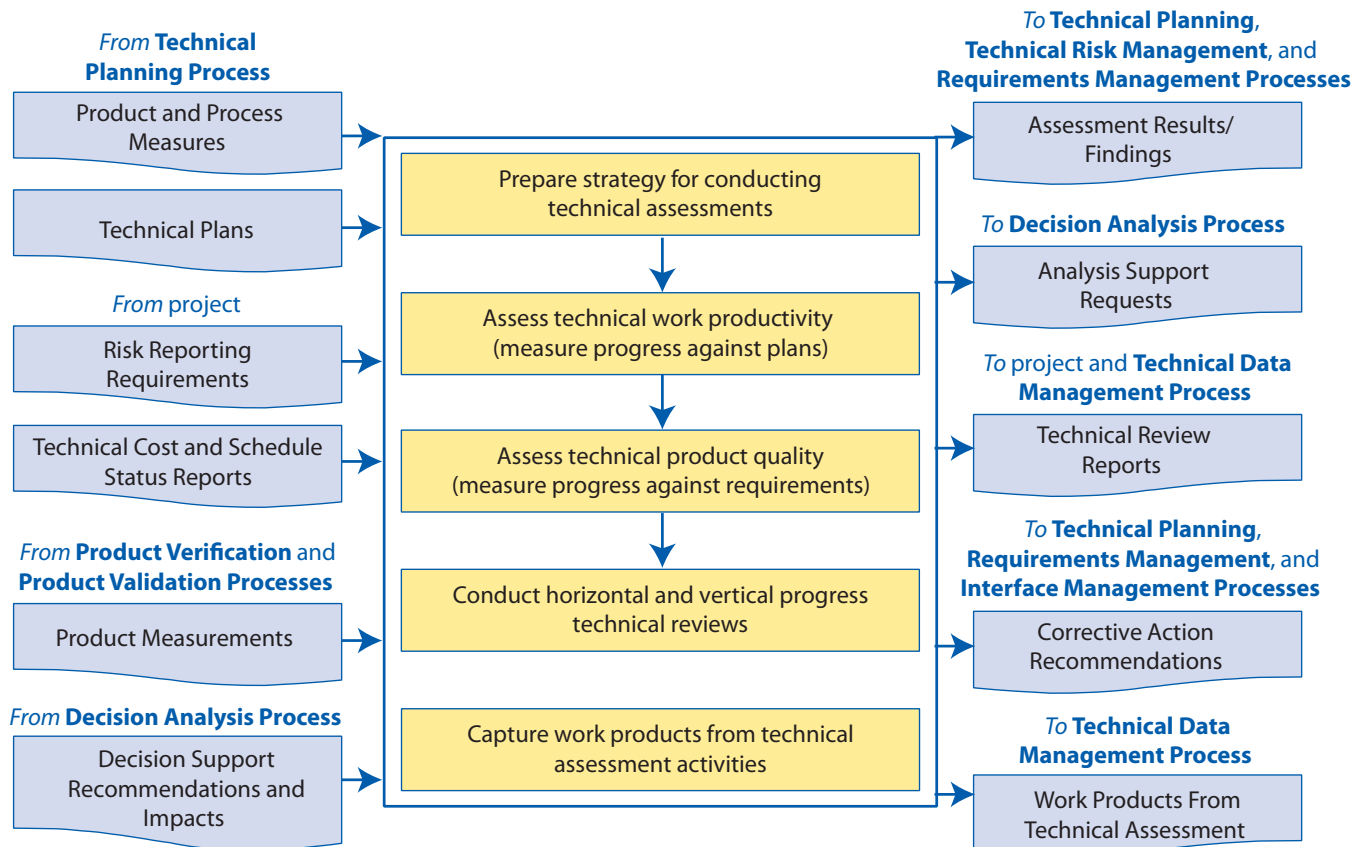 From Technical
Planning Process
Product and Process
Measures
Technical Plans
From project
Risk Reporting
Requirements
Technical Cost and Schedule
Status Reports
From Product Verification and
Product Validation Processes
Product Measurements
From Decision Analysis Process
Decision Support
Recommendations and
Impacts
Prepare strategy for conducting
technical assessments
Assess technical work productivity
(measure progress against plans)
Assess technical product quality
(measure progress against requirements)
Conduct horizontal and vertical progress
technical reviews
Capture work products from technical
assessment activities
To Technical Planning,
Technical Risk Management, and
Requirements Management Processes
Assessment Results/
Findings
To Decision Analysis Process
Analysis Support
Requests
To project and Technical Data
Management Process
Technical Review
Reports
To Technical Planning,
Requirements Management, and
Interface Management Processes
Corrective Action
Recommendations
To Technical Data
Management Process
Work Products From
Technical Assessment